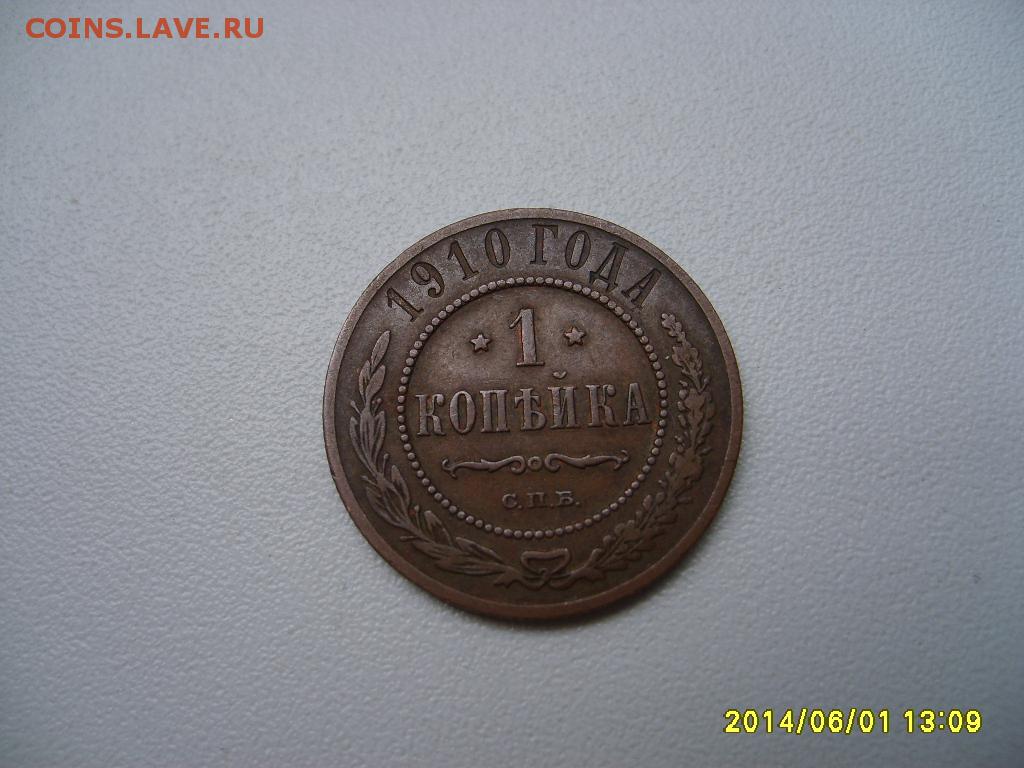 COINS.LAVE.RU
1910 ГОДА
1
КОПѢЙКА
С.П.Б.
2014/06/01 13:09